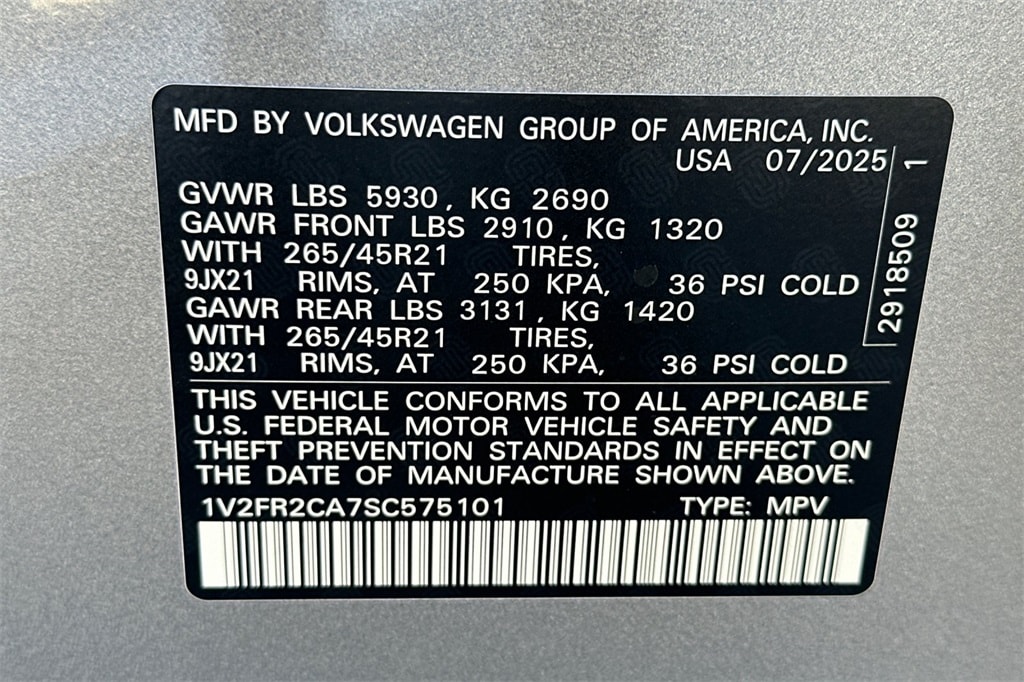 MFD BY VOLKSWAGEN GROUP OF AMERICA, INC.
USA 07/2025
GVWR LBS 5930, KG 2690
GAWR FRONT LBS 2910, KG 1320
WITH 265/45R21 TIRES,
9JX21 RIMS, AT 250 KPA, 36 PSI COLD
GAWR REAR LBS 3131, KG 1420
WITH 265/45R21 TIRES,
9JX21 RIMS, AT 250 KPA, 36 PSI COLD
2918509 1
THIS VEHICLE CONFORMS TO ALL APPLICABLE
U.S. FEDERAL MOTOR VEHICLE SAFETY AND
THEFT PREVENTION STANDARDS IN EFFECT ON
THE DATE OF MANUFACTURE SHOWN ABOVE.
1V2FR2CA7SC575101 TYPE: MPV